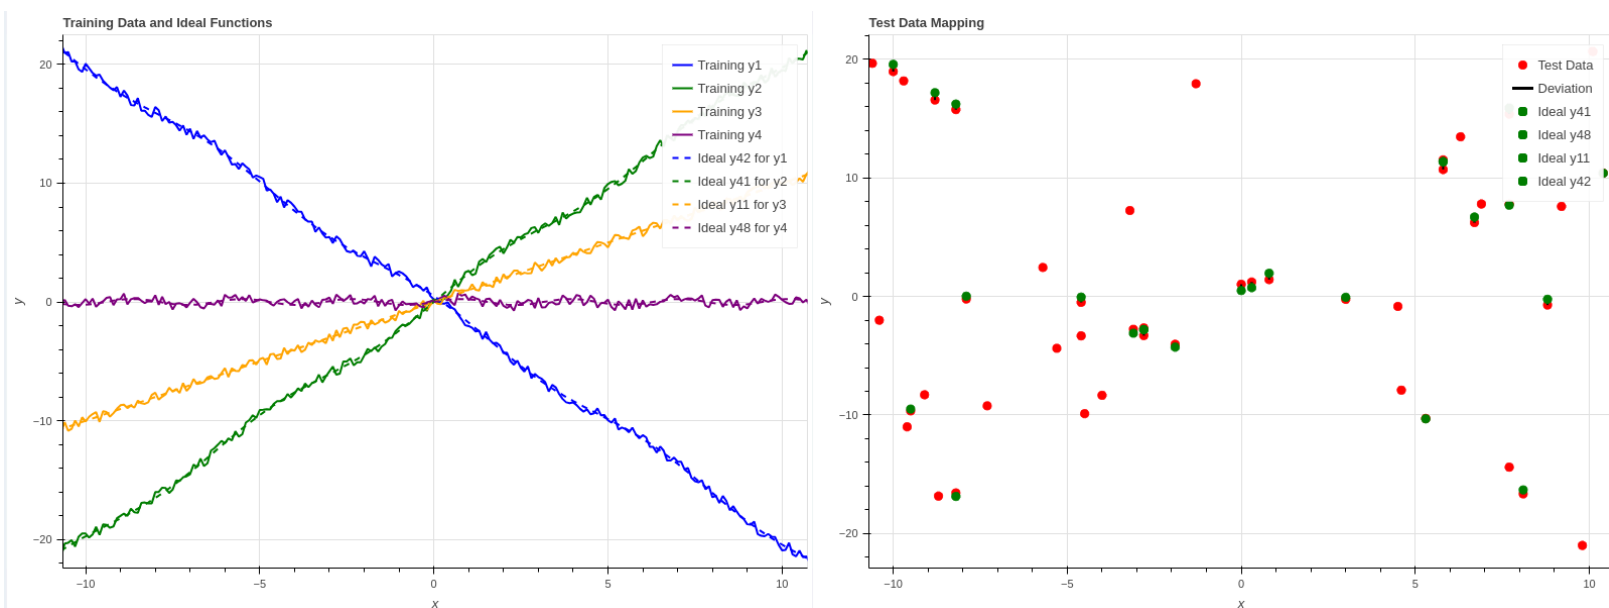 Training Data and Ideal Functions
20
10
0
−10
−20
y
−10
−5
0
5
10
x
Training y1
Training y2
Training y3
Training y4
Ideal y42 for y1
Ideal y41 for y2
Ideal y11 for y3
Ideal y48 for y4
Test Data Mapping
20
10
0
−10
−20
y
−10
−5
0
5
10
x
Test Data
Deviation
Ideal y41
Ideal y48
Ideal y11
Ideal y42